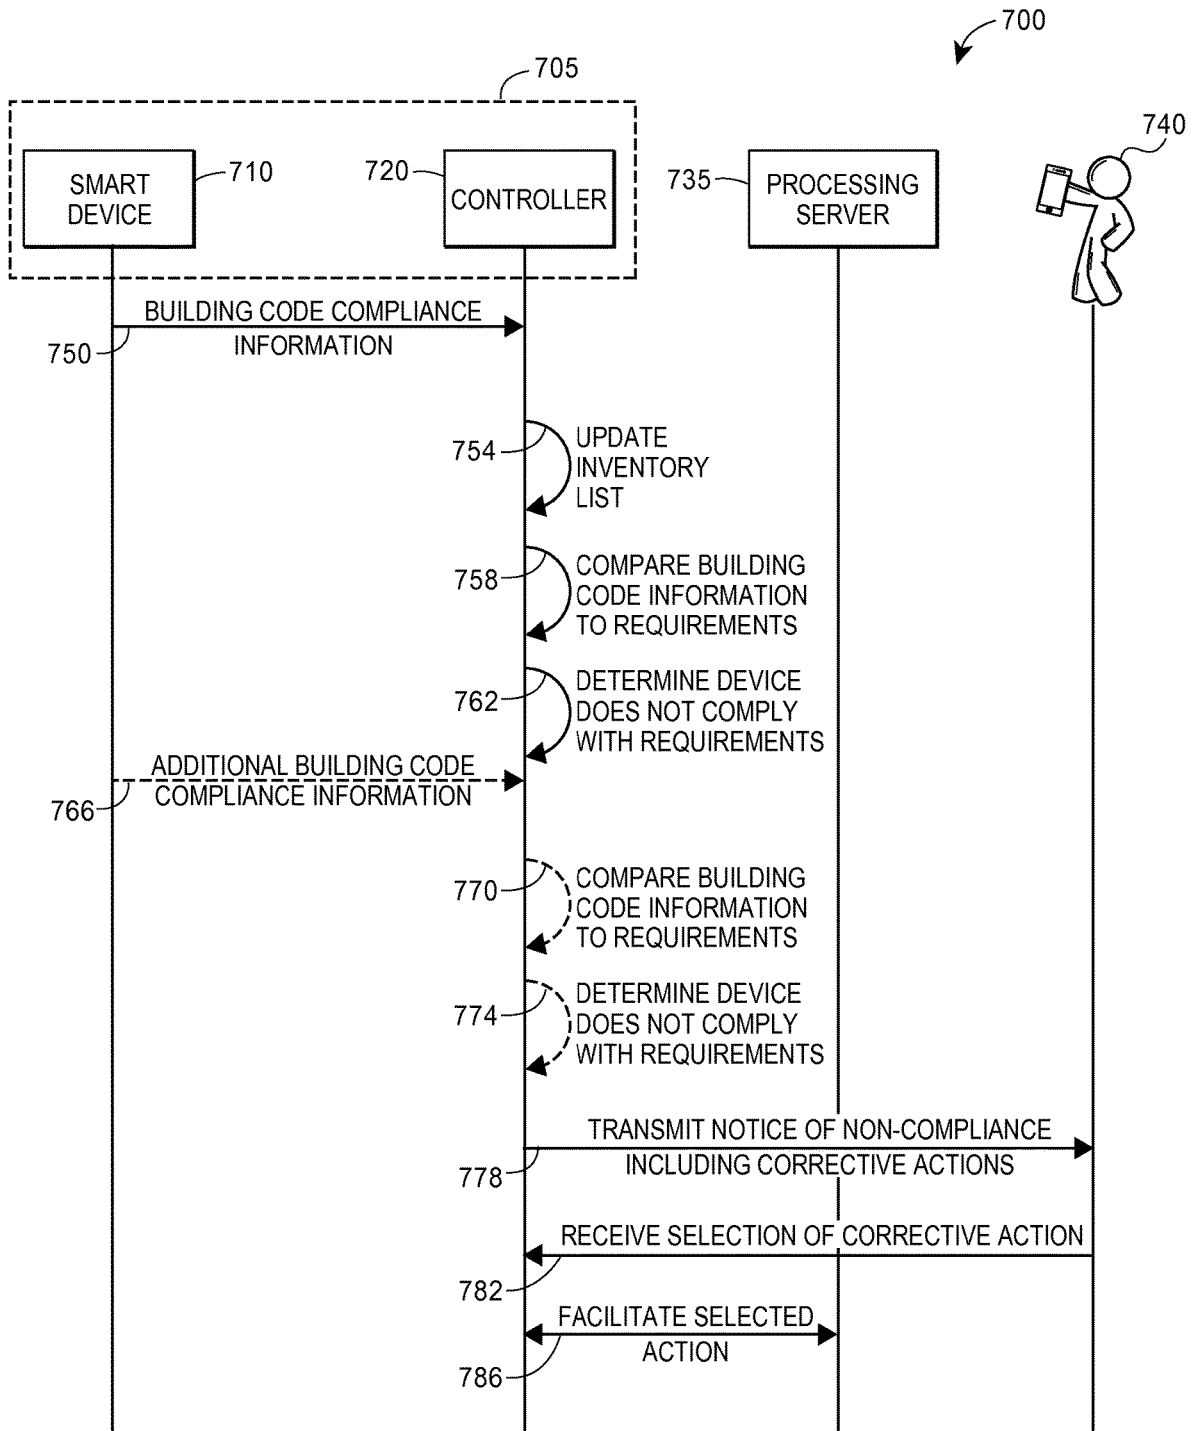 700
705
740
SMART
DEVICE
710
720
CONTROLLER
735
PROCESSING
SERVER
BUILDING CODE COMPLIANCE
INFORMATION
750
754
UPDATE
INVENTORY
LIST
758
COMPARE BUILDING
CODE INFORMATION
TO REQUIREMENTS
762
DETERMINE DEVICE
DOES NOT COMPLY
WITH REQUIREMENTS
ADDITIONAL BUILDING CODE
COMPLIANCE INFORMATION
766
770
COMPARE BUILDING
CODE INFORMATION
TO REQUIREMENTS
774
DETERMINE DEVICE
DOES NOT COMPLY
WITH REQUIREMENTS
TRANSMIT NOTICE OF NON-COMPLIANCE
INCLUDING CORRECTIVE ACTIONS
778
RECEIVE SELECTION OF CORRECTIVE ACTION
782
FACILITATE SELECTED
ACTION
786